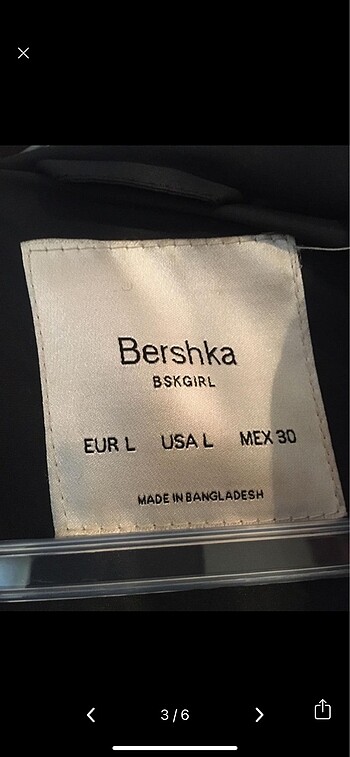 Bershka
BSKGIRL
EUR L USA L MEX 30
MADE IN BANGLADESH
3/6